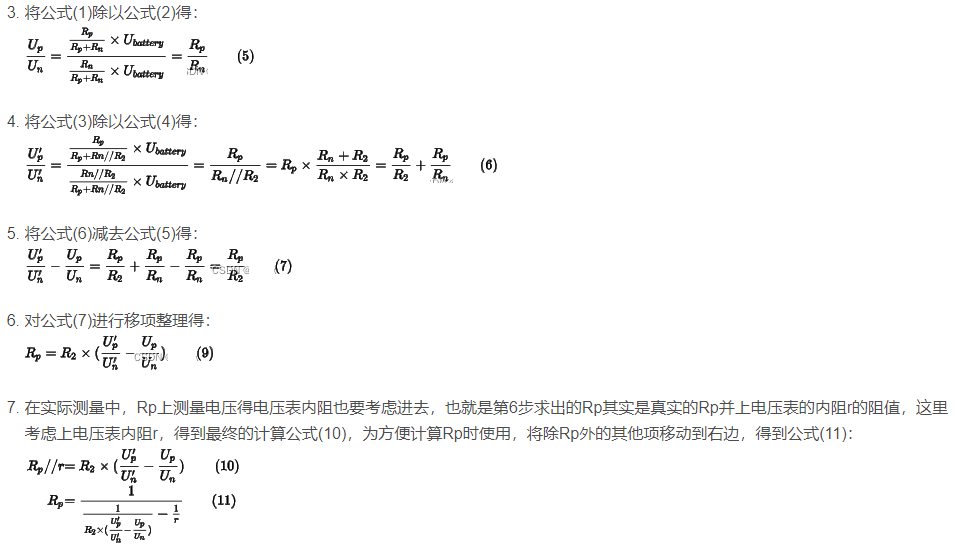 3. 将公式(1)除以公式(2)得：
\frac{U_p}{U_n} = \frac{\frac{R_p}{R_p+R_n} \times U_{battery}}{\frac{R_n}{R_p+R_n} \times U_{battery}} = \frac{R_p}{R_n} (5)
4. 将公式(3)除以公式(4)得：
\frac{U_p'}{U_n'} = \frac{\frac{R_p}{R_p+Rn//R_2} \times U_{battery}}{\frac{Rn//R_2}{R_p+Rn//R_2} \times U_{battery}} = \frac{R_p}{R_n//R_2} = R_p \times \frac{R_n+R_2}{R_n \times R_2} = \frac{R_p}{R_2} + \frac{R_p}{R_n} (6)
5. 将公式(6)减去公式(5)得：
\frac{U_p'}{U_n'} - \frac{U_p}{U_n} = \frac{R_p}{R_2} + \frac{R_p}{R_n} - \frac{R_p}{R_n} = \frac{R_p}{R_2} (7)
6. 对公式(7)进行移项整理得：
R_p = R_2 \times (\frac{U_p'}{U_n'} - \frac{U_p}{U_n}) (9)
7. 在实际测量中，Rp上测量电压得电压表内阻也要考虑进去，也就是第6步求出的Rp其实是真实的Rp并上电压表的内阻r的阻值，这里
考虑上电压表内阻r，得到最终的计算公式(10)，为方便计算Rp时使用，将除Rp外的其他项移动到右边，得到公式(11)：
R_p//r = R_2 \times (\frac{U_p'}{U_n'} - \frac{U_p}{U_n}) (10)
R_p = \frac{1}{\frac{1}{R_2 \times (\frac{U_p'}{U_n'} - \frac{U_p}{U_n})} - \frac{1}{r}} (11)